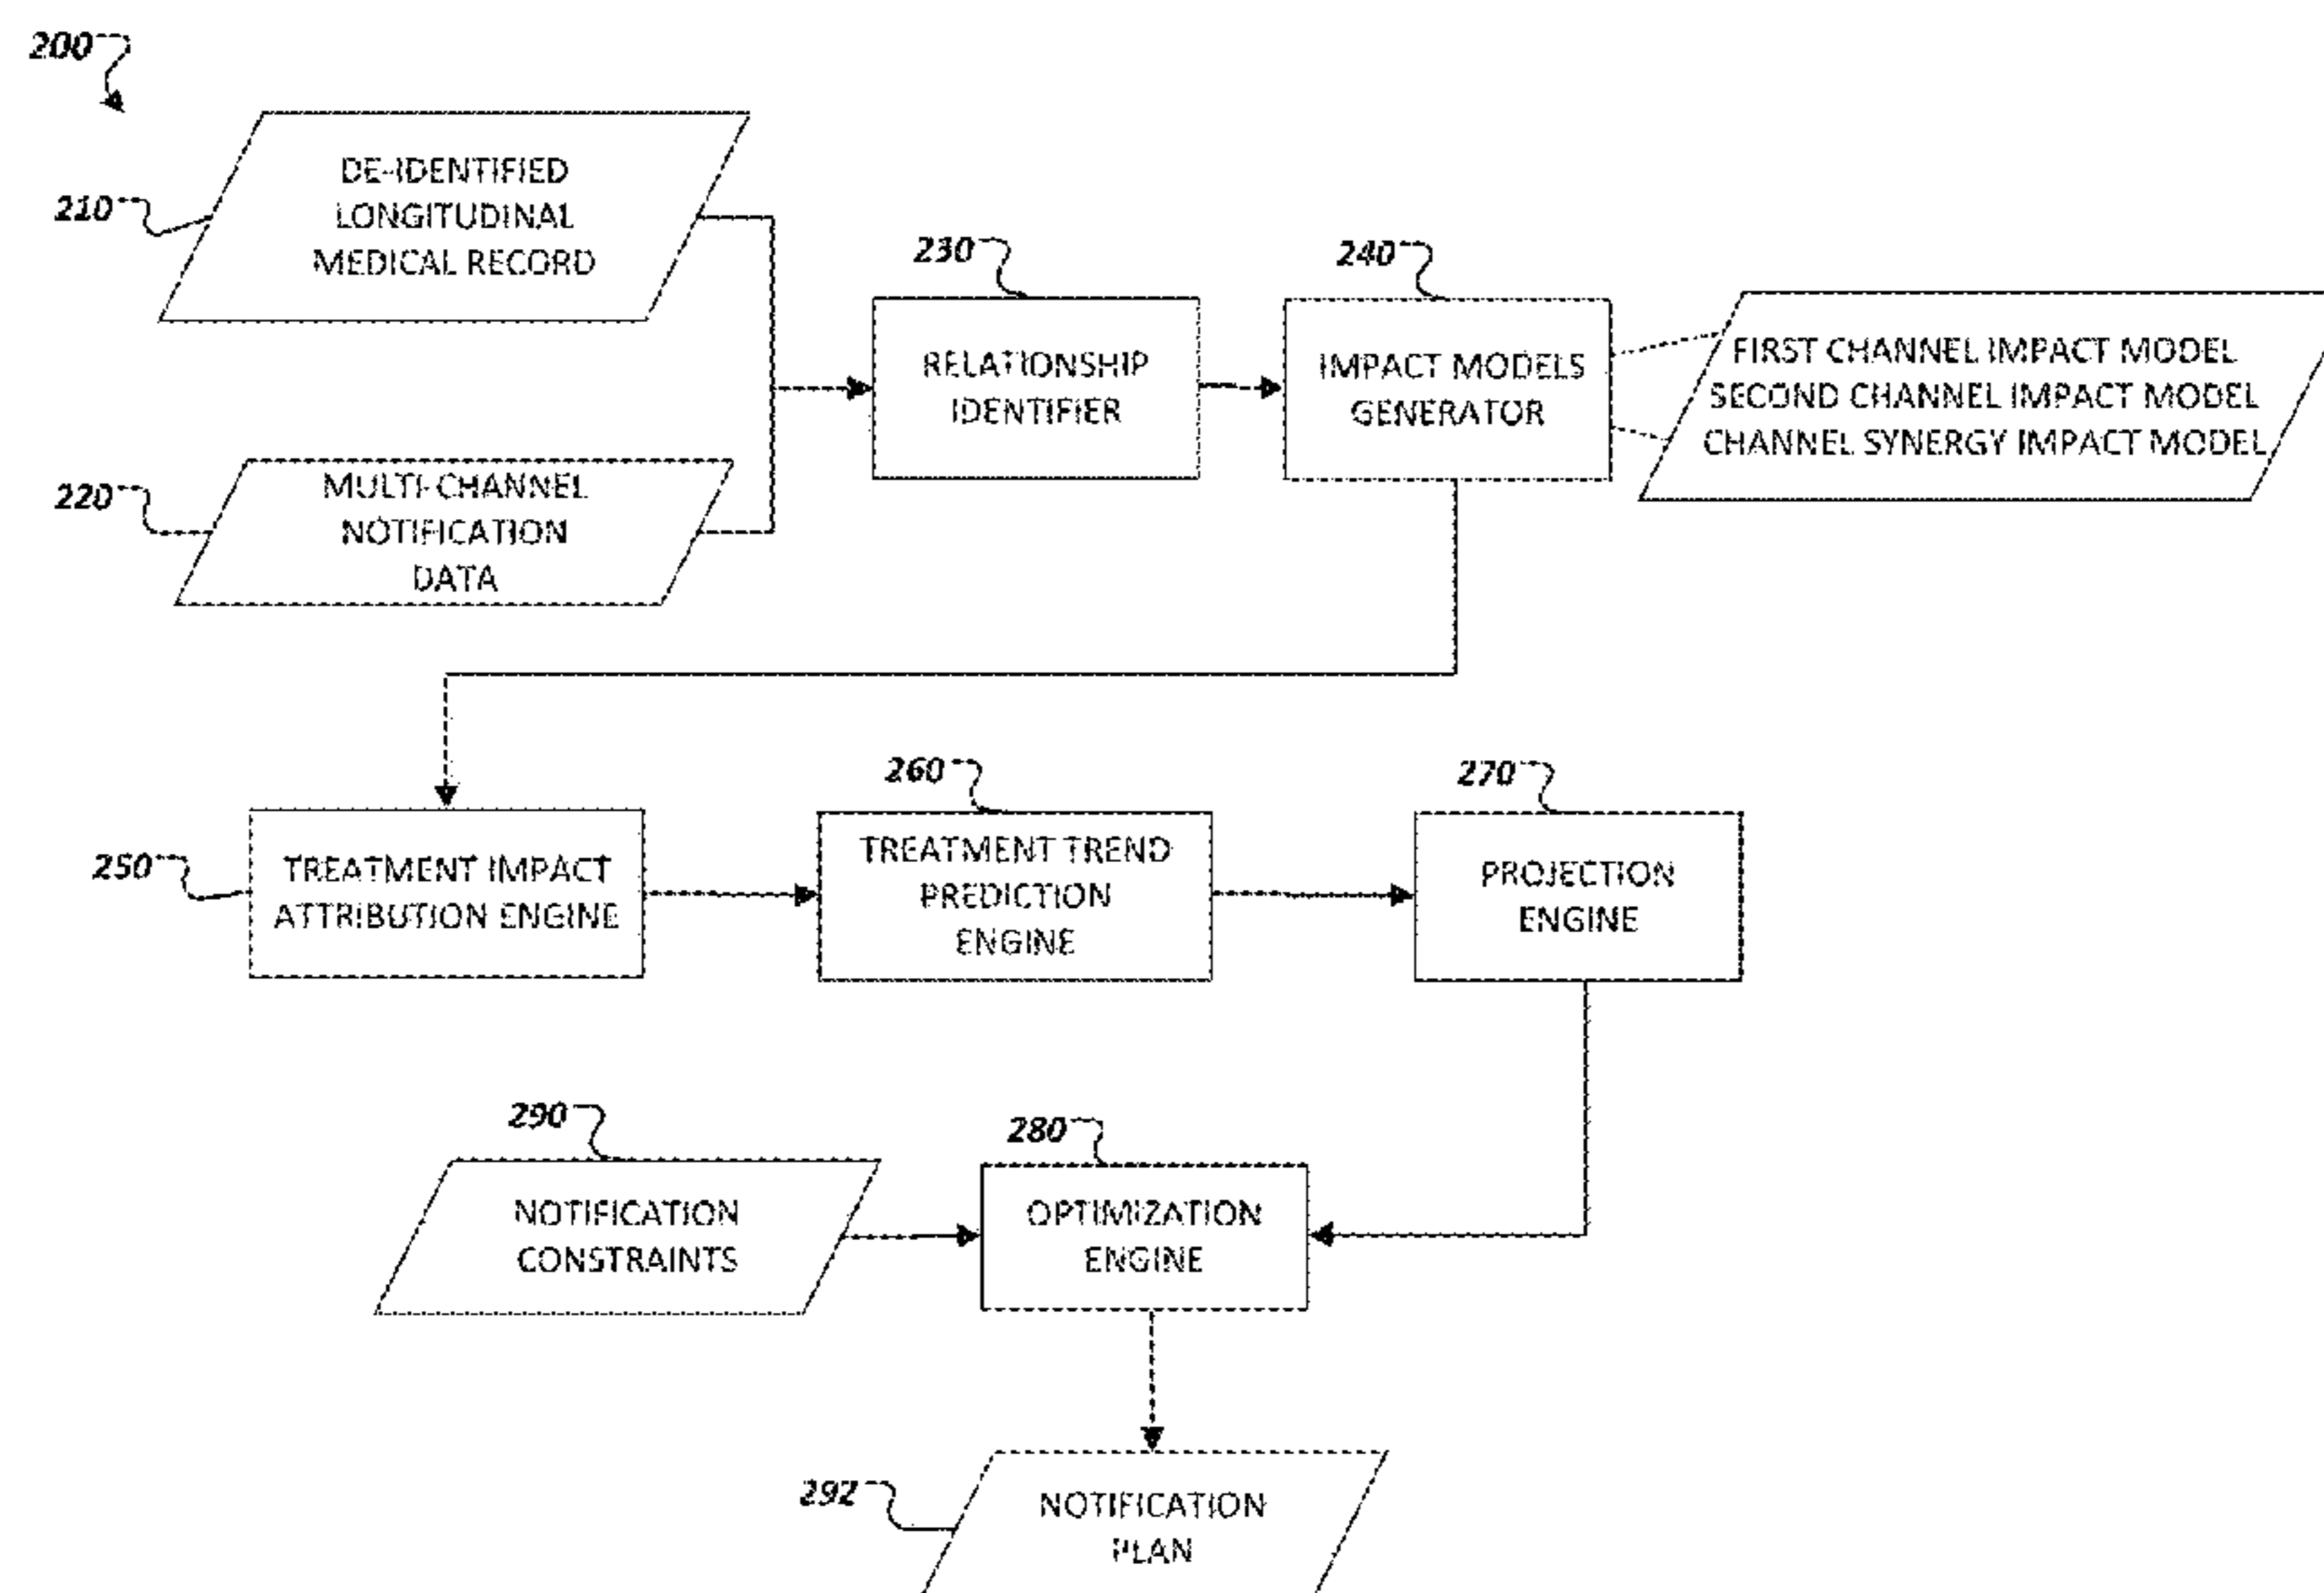 200
210
DE-IDENTIFIED
LONGITUDINAL
MEDICAL RECORD
220
MULTI-CHANNEL
NOTIFICATION
DATA
230
RELATIONSHIP
IDENTIFIER
240
IMPACT MODELS
GENERATOR
FIRST CHANNEL IMPACT MODEL
SECOND CHANNEL IMPACT MODEL
CHANNEL SYNERGY IMPACT MODEL
250
TREATMENT IMPACT
ATTRIBUTION ENGINE
260
TREATMENT TREND
PREDICTION
ENGINE
270
PROJECTION
ENGINE
290
NOTIFICATION
CONSTRAINTS
280
OPTIMIZATION
ENGINE
292
NOTIFICATION
PLAN